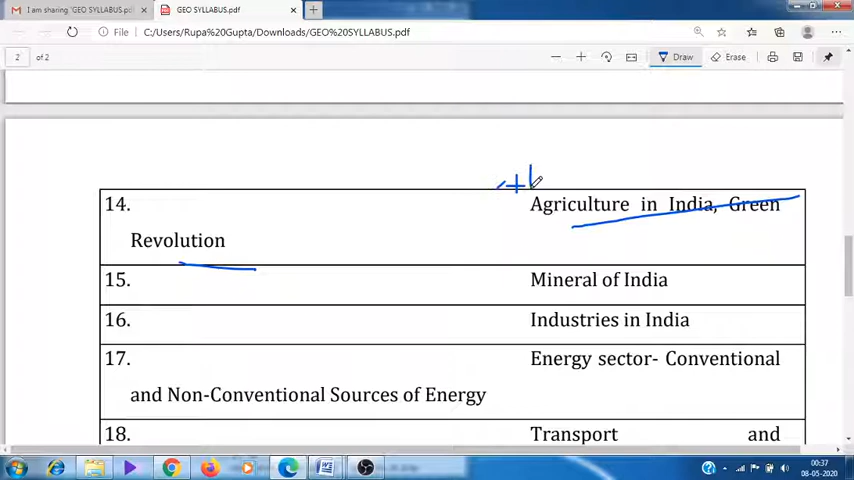 I am sharing 'GEO SYLLABUS.pdf
GEO SYLLABUS.pdf
File
C:/Users/Rupa%20Gupta/Downloads/GEO%20SYLLABUS.pdf
2 of 2
Draw
Erase
14. Agriculture in India, Green
Revolution
15. Mineral of India
16. Industries in India
17. Energy sector- Conventional
and Non-Conventional Sources of Energy
18. Transport and
00:37
08-05-2020